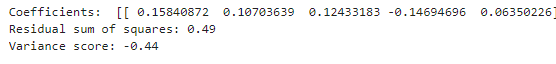 Coefficients:  [[ 0.15840872  0.10703639  0.12433183 -0.14694696  0.06350226]
Residual sum of squares: 0.49
Variance score: -0.44